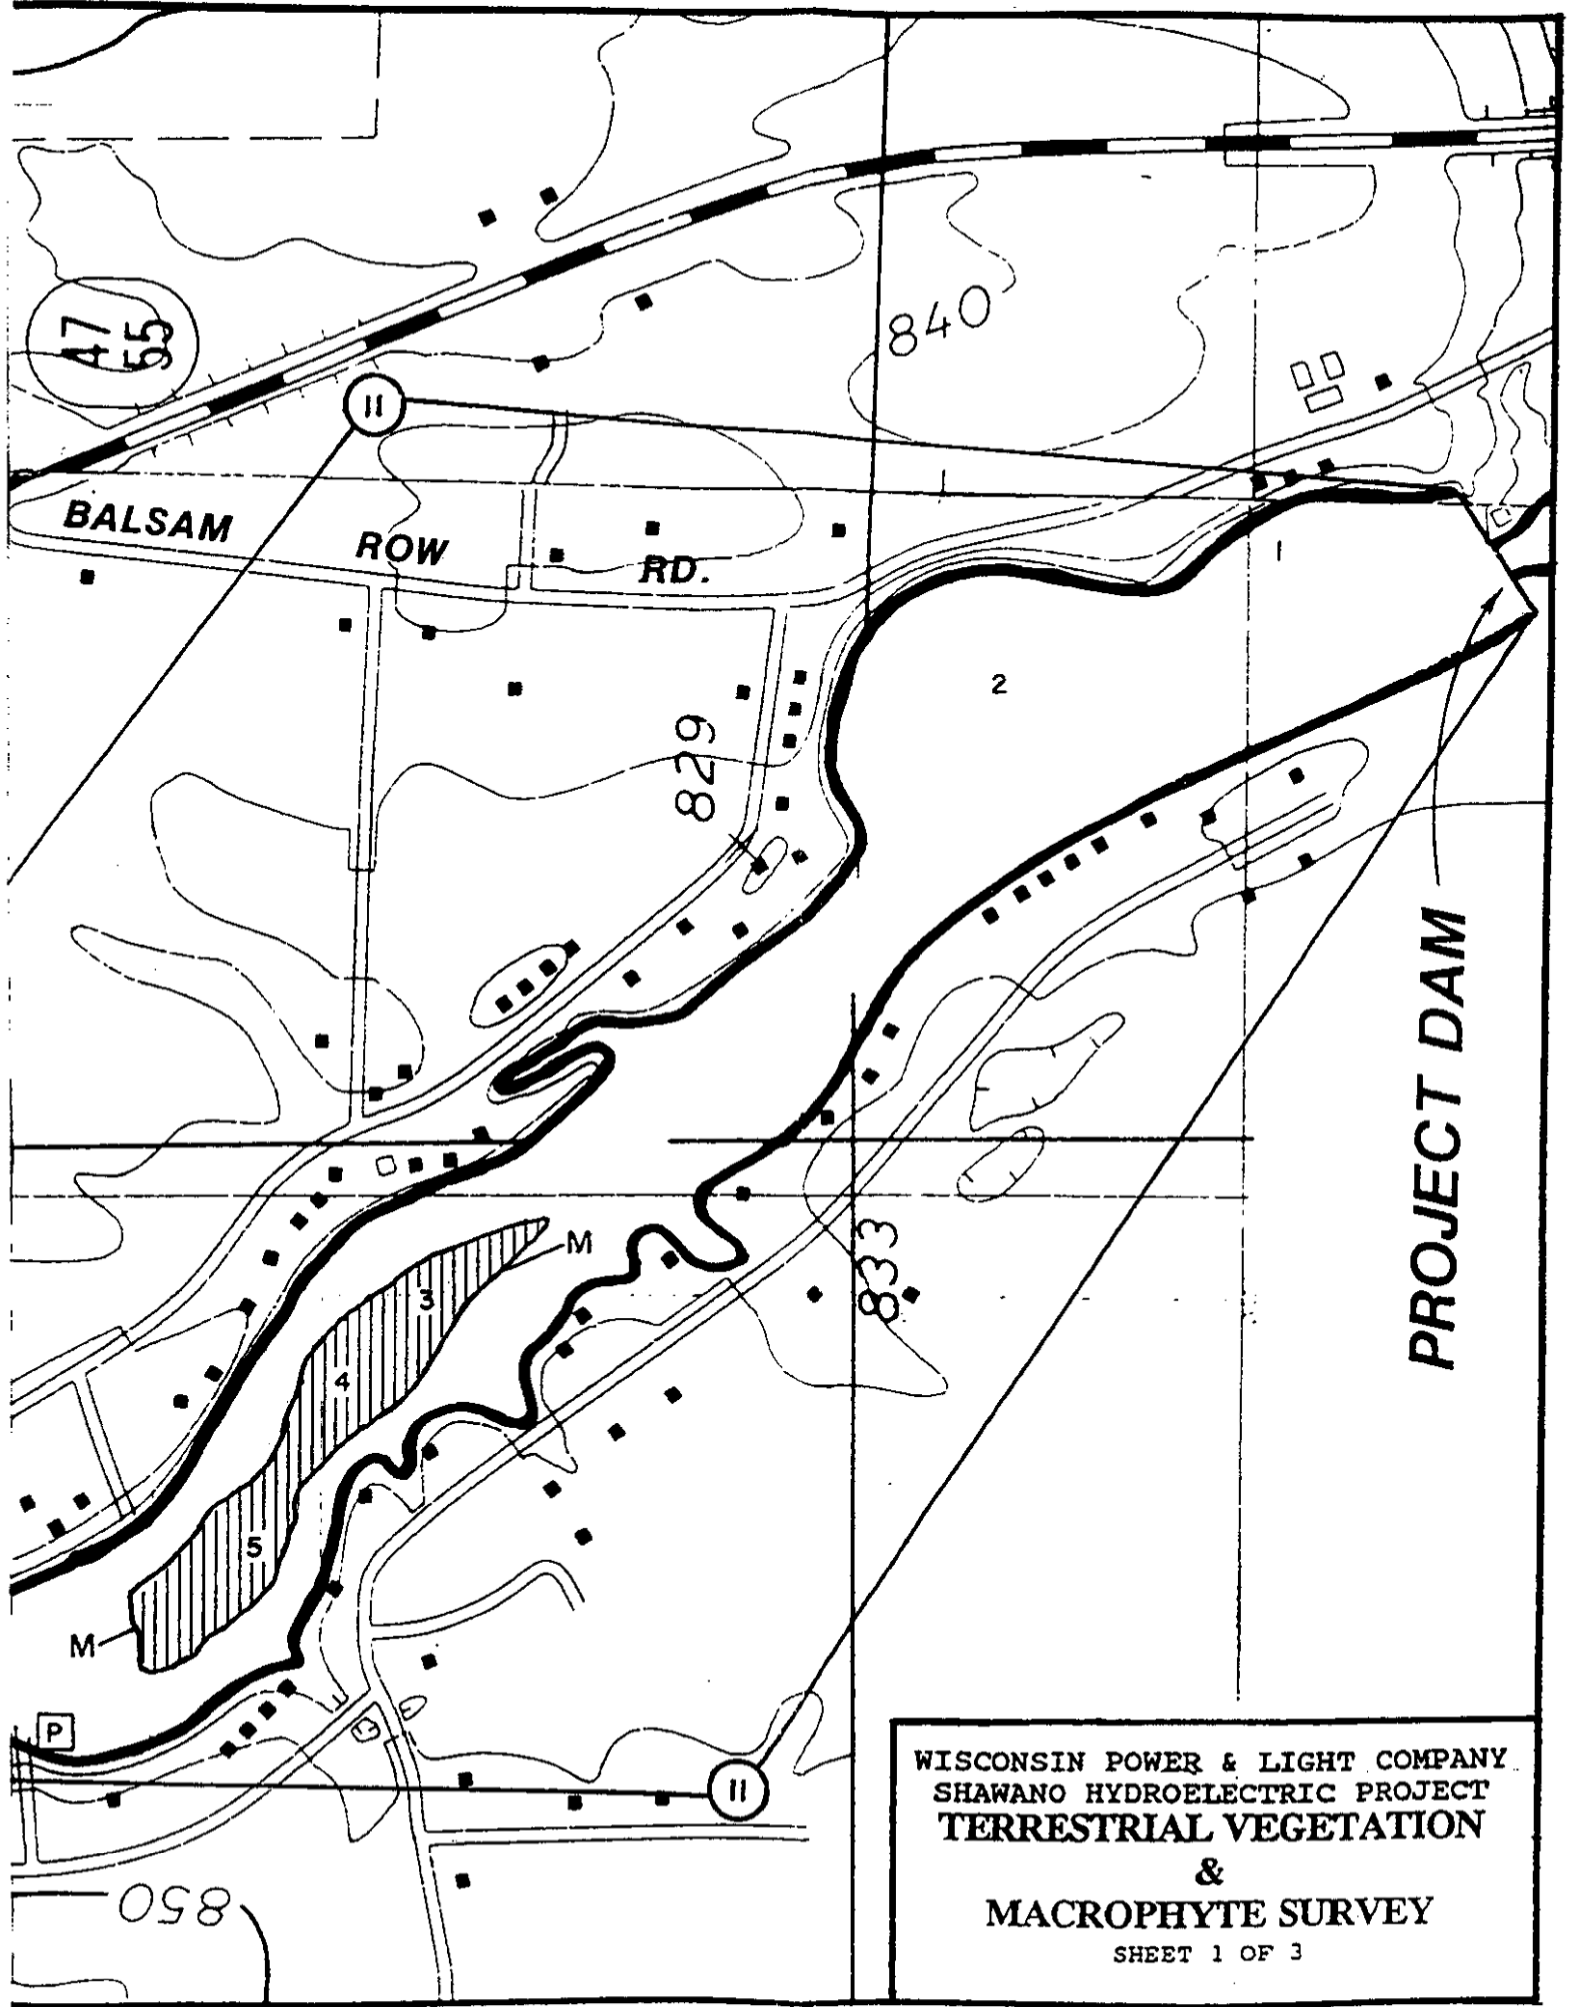 47
55
840
11
BALSAM ROW RD.
1
2
829
PROJECT DAM
M
3
833
4
5
M
P
11
850
WISCONSIN POWER & LIGHT COMPANY
SHAWANO HYDROELECTRIC PROJECT
TERRESTRIAL VEGETATION
&
MACROPHYTE SURVEY
SHEET 1 OF 3